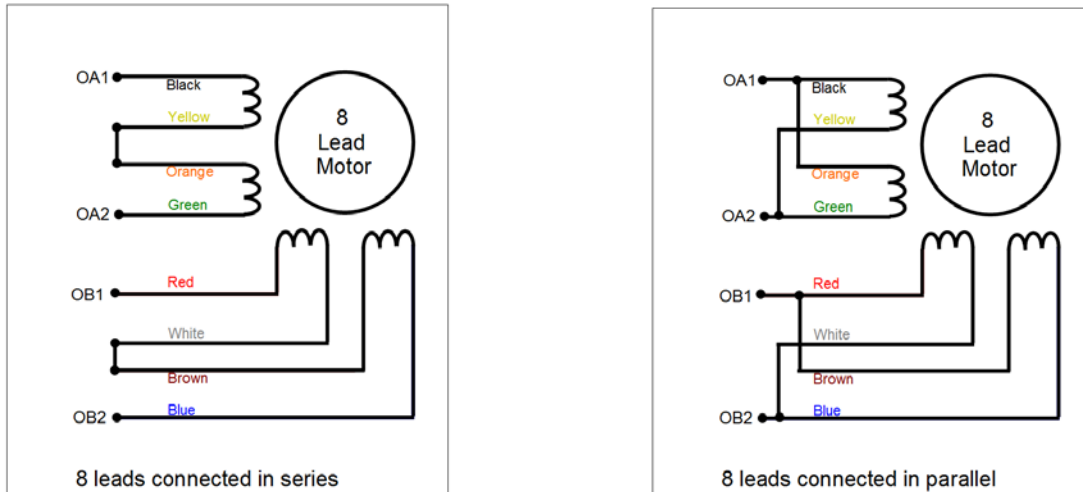 OA1
Black
Yellow
Orange
Green
OA2
8
Lead
Motor
OB1
Red
White
Brown
OB2
Blue
8 leads connected in series
OA1
Black
Yellow
Orange
Green
OA2
8
Lead
Motor
OB1
Red
White
Brown
OB2
Blue
8 leads connected in parallel